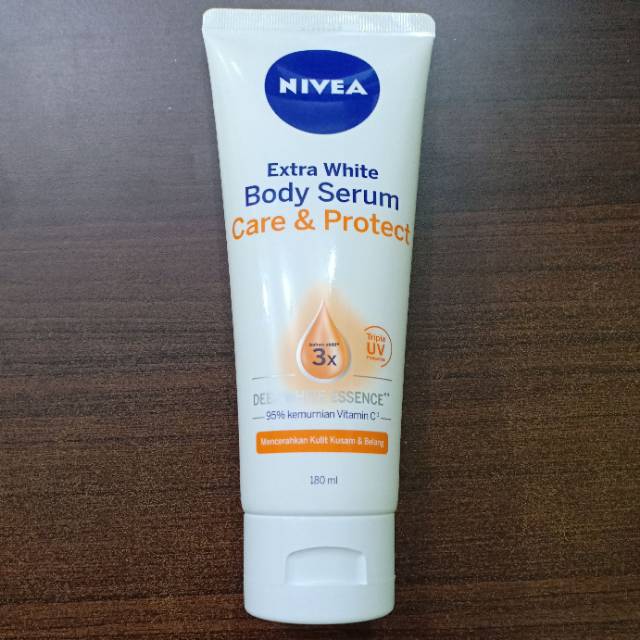 NIVEA
Extra White
Body Serum
Care & Protect
3x
Triple
UV
DEEP WHITE ESSENCE**
95% kemurnian Vitamin C
Mencerahkan Kulit Kusam & Belang
180 ml